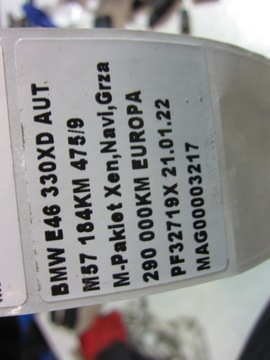 BMW E46 330XD AUT.
M57 184KM 475/9
M-Pakiet Xen,Navi,Grza
290 000KM EUROPA
PF32719X 21.01.22
MAG00003217